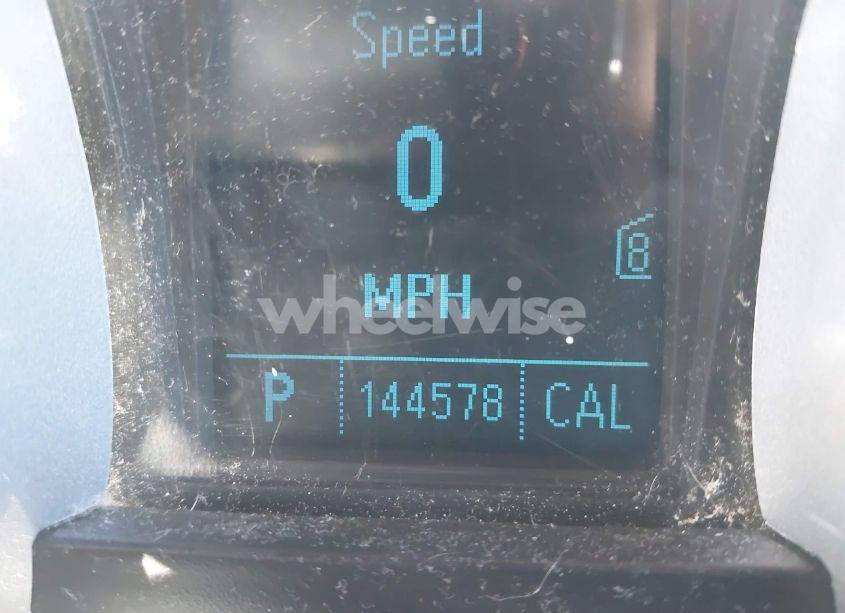 Speed
0
8
MPH
wheelwise
P 144578 CAL